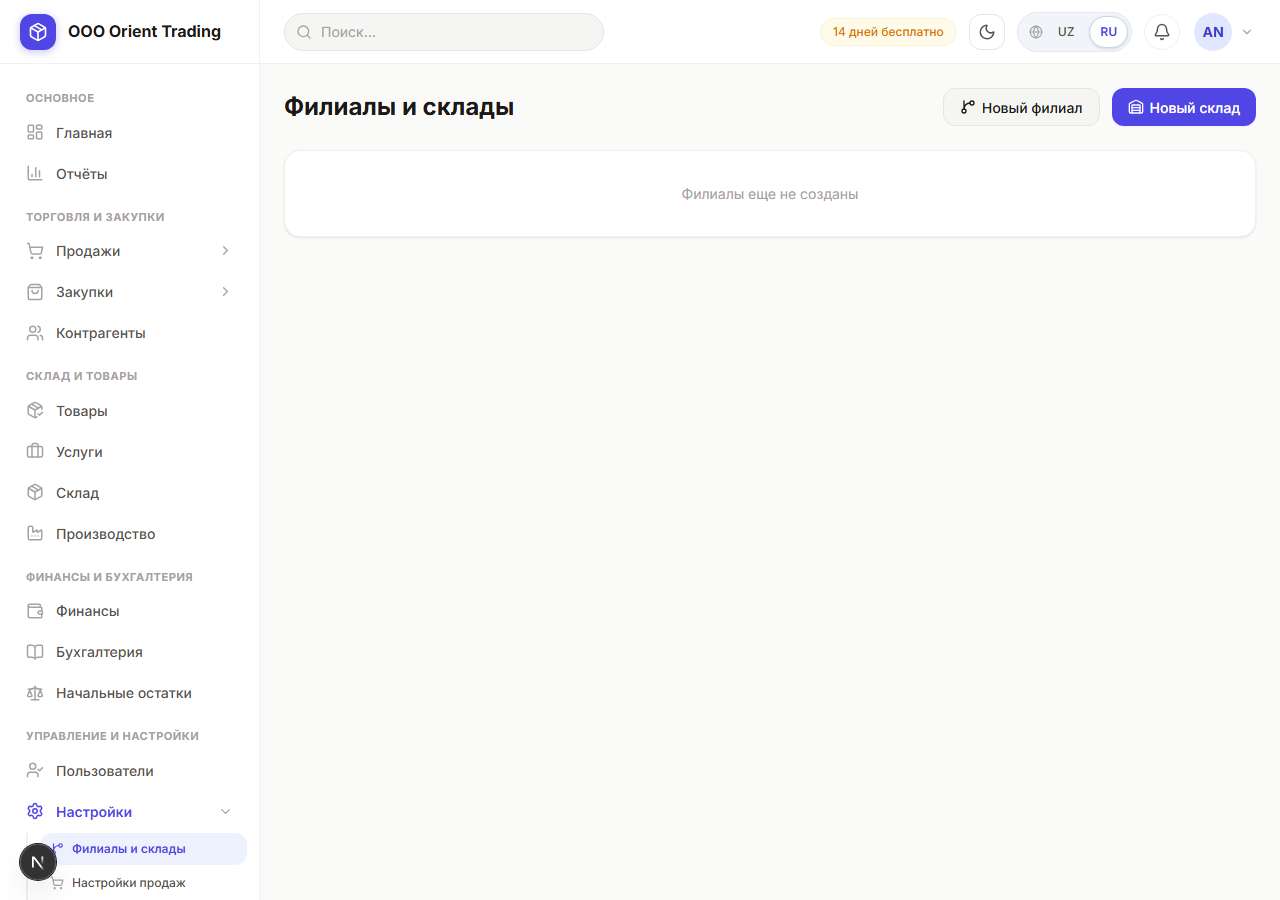 OOO Orient Trading
Поиск...
14 дней бесплатно
UZ
RU
AN
ОСНОВНОЕ
Главная
Отчёты
ТОРГОВЛЯ И ЗАКУПКИ
Продажи
Закупки
Контрагенты
СКЛАД И ТОВАРЫ
Товары
Услуги
Склад
Производство
ФИНАНСЫ И БУХГАЛТЕРИЯ
Финансы
Бухгалтерия
Начальные остатки
УПРАВЛЕНИЕ И НАСТРОЙКИ
Пользователи
Настройки
Филиалы и склады
Настройки продаж
N
Филиалы и склады
Новый филиал
Новый склад
Филиалы еще не созданы